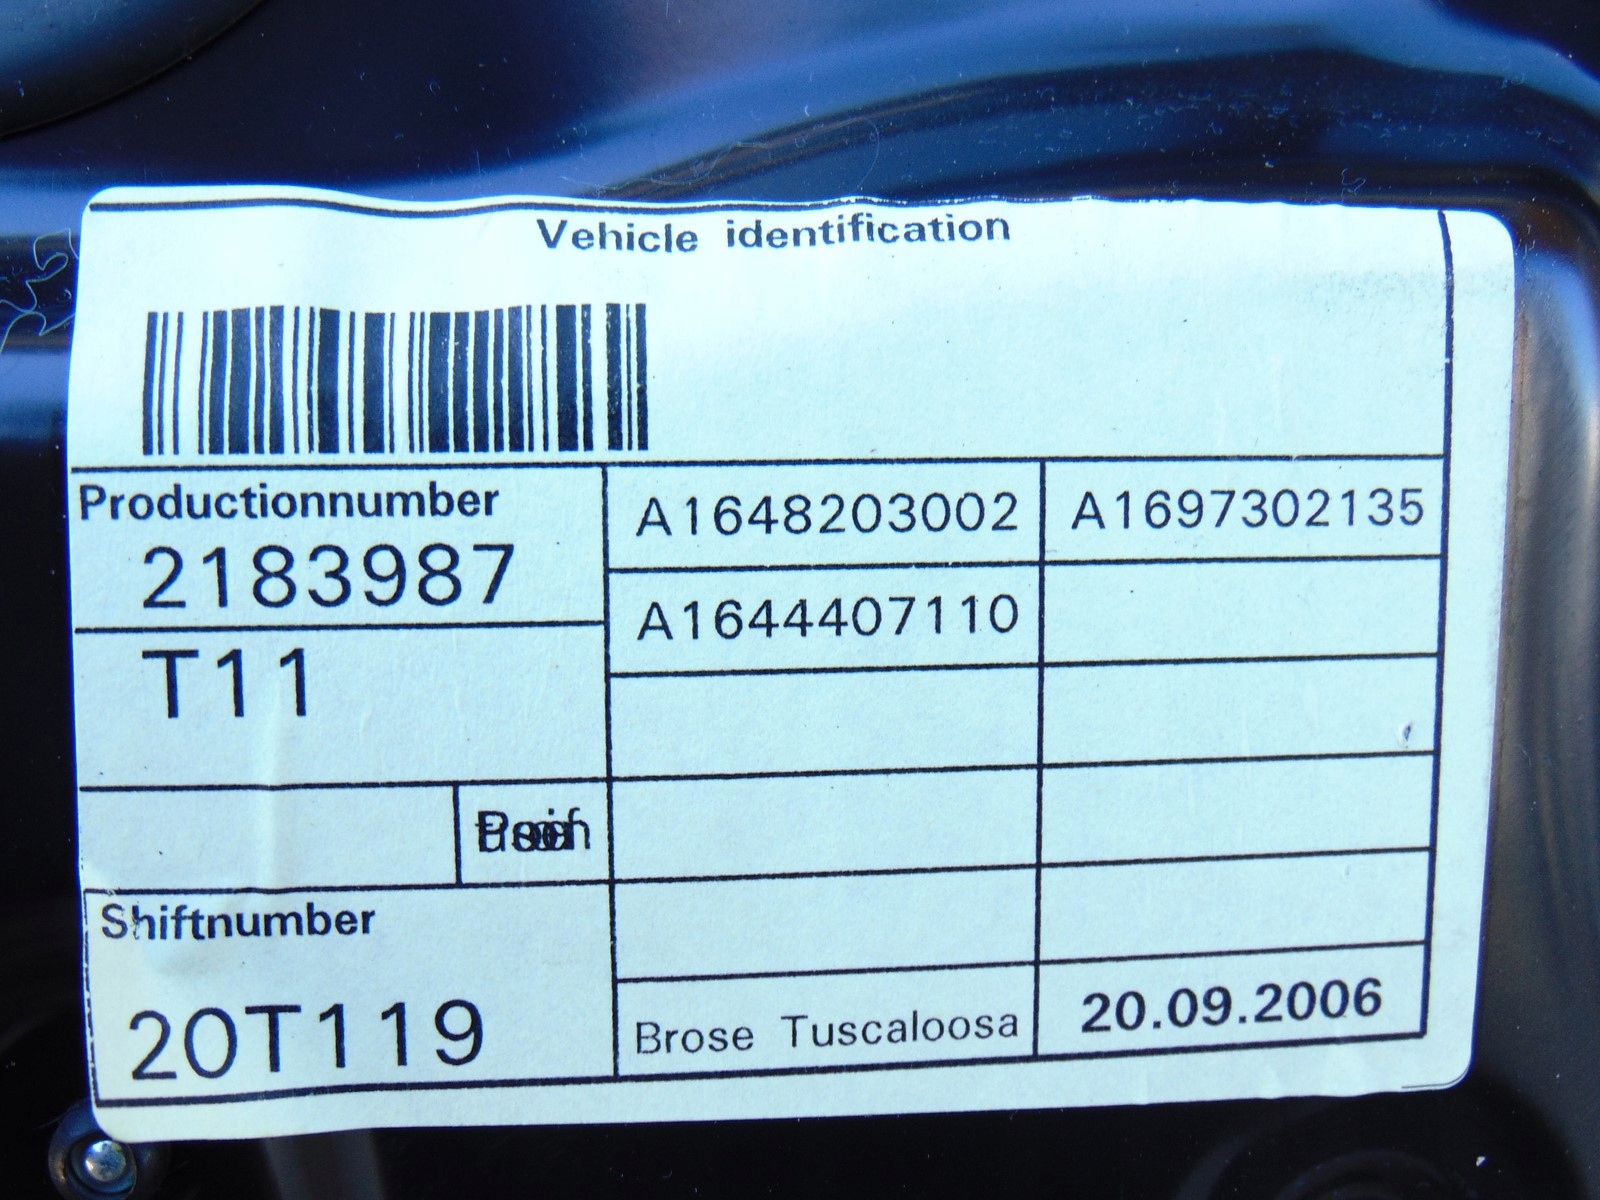 Vehicle identification
Productionnumber
2183987
T11
Shiftnumber
20T119
A1648203002
A1697302135
A1644407110
Brose Tuscaloosa
20.09.2006